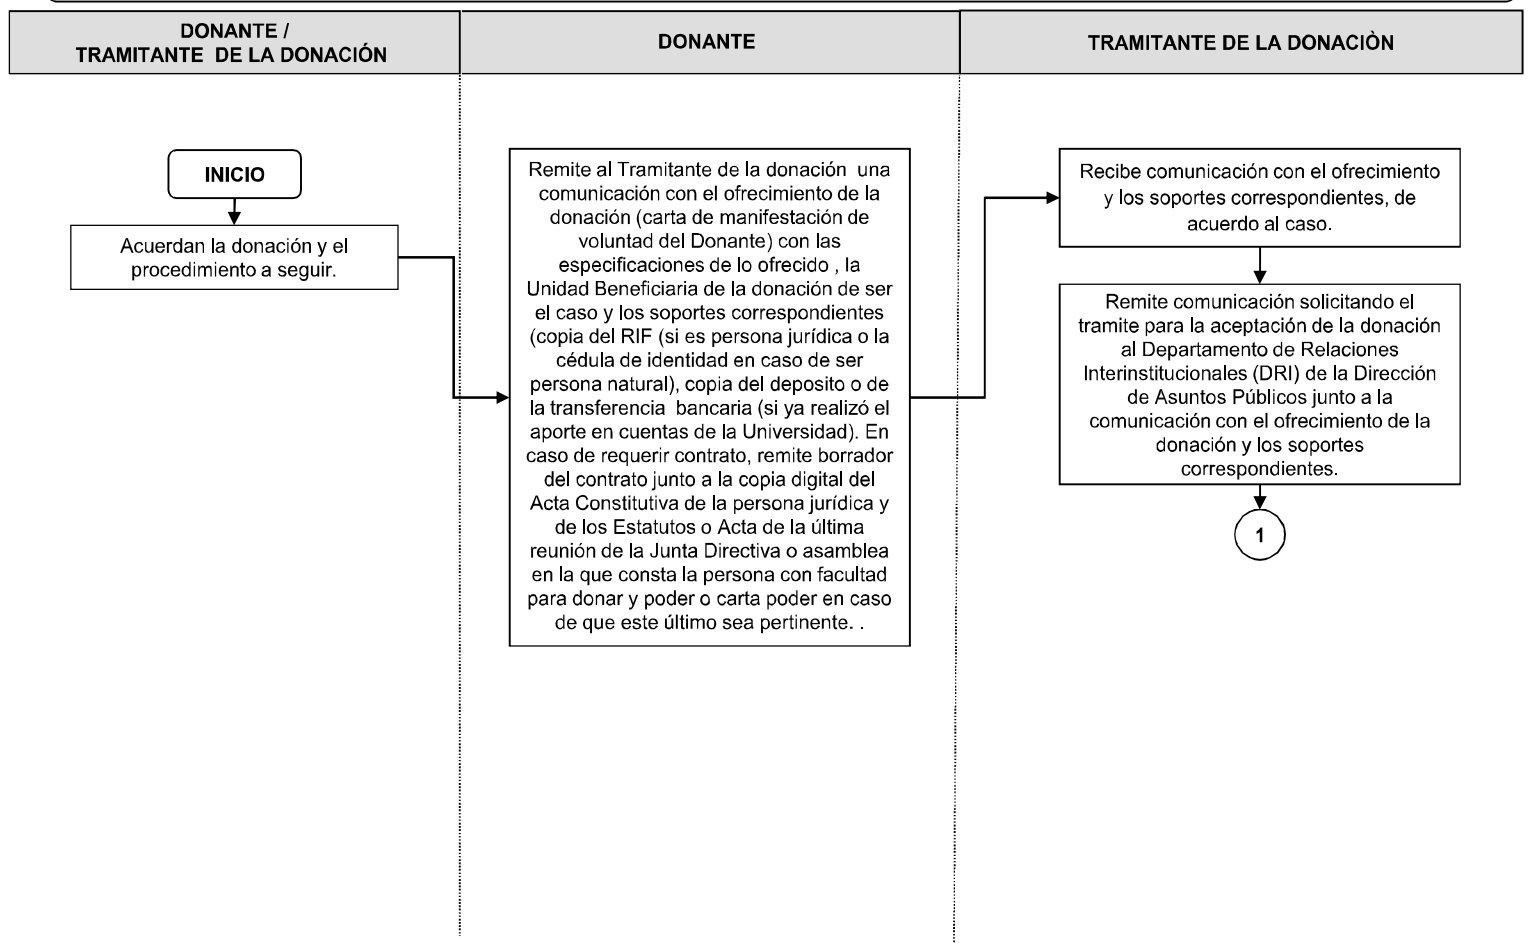 DONANTE /
TRAMITANTE DE LA DONACIÓN
DONANTE
TRAMITANTE DE LA DONACIÒN
INICIO
Acuerdan la donación y el
procedimiento a seguir.
Remite al Tramitante de la donación una
comunicación con el ofrecimiento de la
donación (carta de manifestación de
voluntad del Donante) con las
especificaciones de lo ofrecido , la
Unidad Beneficiaria de la donación de ser
el caso y los soportes correspondientes
(copia del RIF (si es persona jurídica o la
cédula de identidad en caso de ser
persona natural), copia del deposito o de
la transferencia bancaria (si ya realizó el
aporte en cuentas de la Universidad). En
caso de requerir contrato, remite borrador
del contrato junto a la copia digital del
Acta Constitutiva de la persona jurídica y
de los Estatutos o Acta de la última
reunión de la Junta Directiva o asamblea
en la que consta la persona con facultad
para donar y poder o carta poder en caso
de que este último sea pertinente. .
Recibe comunicación con el ofrecimiento
y los soportes correspondientes, de
acuerdo al caso.
Remite comunicación solicitando el
tramite para la aceptación de la donación
al Departamento de Relaciones
Interinstitucionales (DRI) de la Dirección
de Asuntos Públicos junto a la
comunicación con el ofrecimiento de la
donación y los soportes
correspondientes.
1